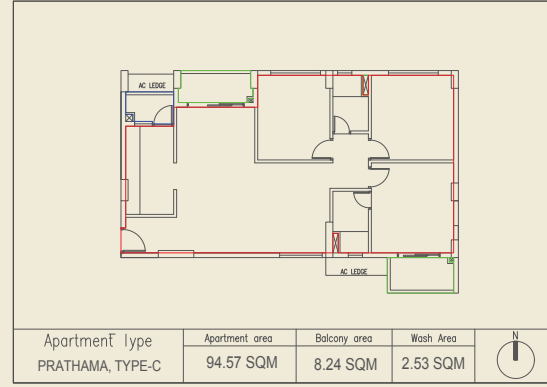 AC LEDGE
AC LEDGE
Apartment Type
PRATHAMA, TYPE-C
Apartment area
94.57 SQM
Balcony area
8.24 SQM
Wash Area
2.53 SQM
N